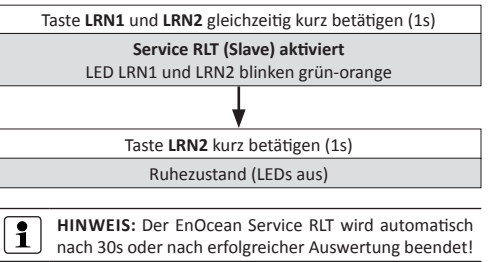 Taste LRN1 und LRN2 gleichzeitig kurz betätigen (1s)
Service RLT (Slave) aktiviert
LED LRN1 und LRN2 blinken grün-orange
Taste LRN2 kurz betätigen (1s)
Ruhezustand (LEDs aus)
HINWEIS: Der EnOcean Service RLT wird automatisch
nach 30s oder nach erfolgreicher Auswertung beendet!